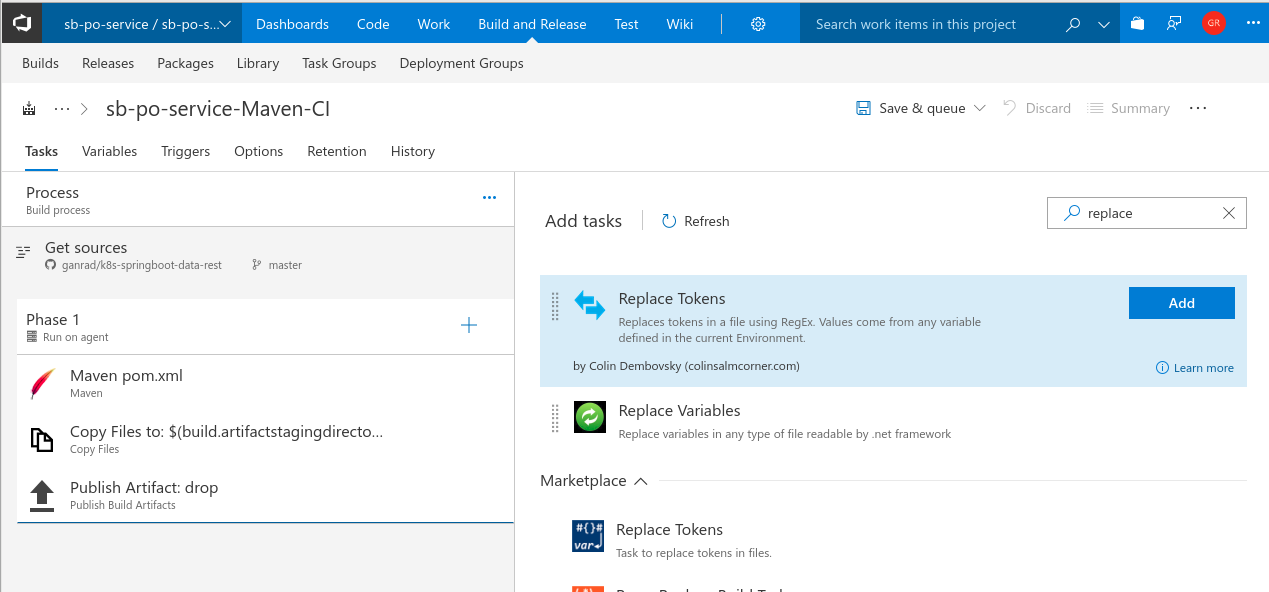 sb-po-service / sb-po-s... Dashboards Code Work Build and Release Test Wiki Search work items in this project GR ...
Builds Releases Packages Library Task Groups Deployment Groups
... > sb-po-service-Maven-CI Save & queue Discard Summary ...
Tasks Variables Triggers Options Retention History
Process ...
Build process
Get sources
ganrad/k8s-springboot-data-rest master
Phase 1
Run on agent
Maven pom.xml
Maven
Copy Files to: $(build.artifactstagingdirecto...
Copy Files
Publish Artifact: drop
Publish Build Artifacts
Add tasks Refresh replace
Replace Tokens Add
Replaces tokens in a file using RegEx. Values come from any variable
defined in the current Environment.
by Colin Dembovsky (colinsalmcorner.com) Learn more
Replace Variables
Replace variables in any type of file readable by .net framework
Marketplace
#{}#
var
Replace Tokens
Task to replace tokens in files.